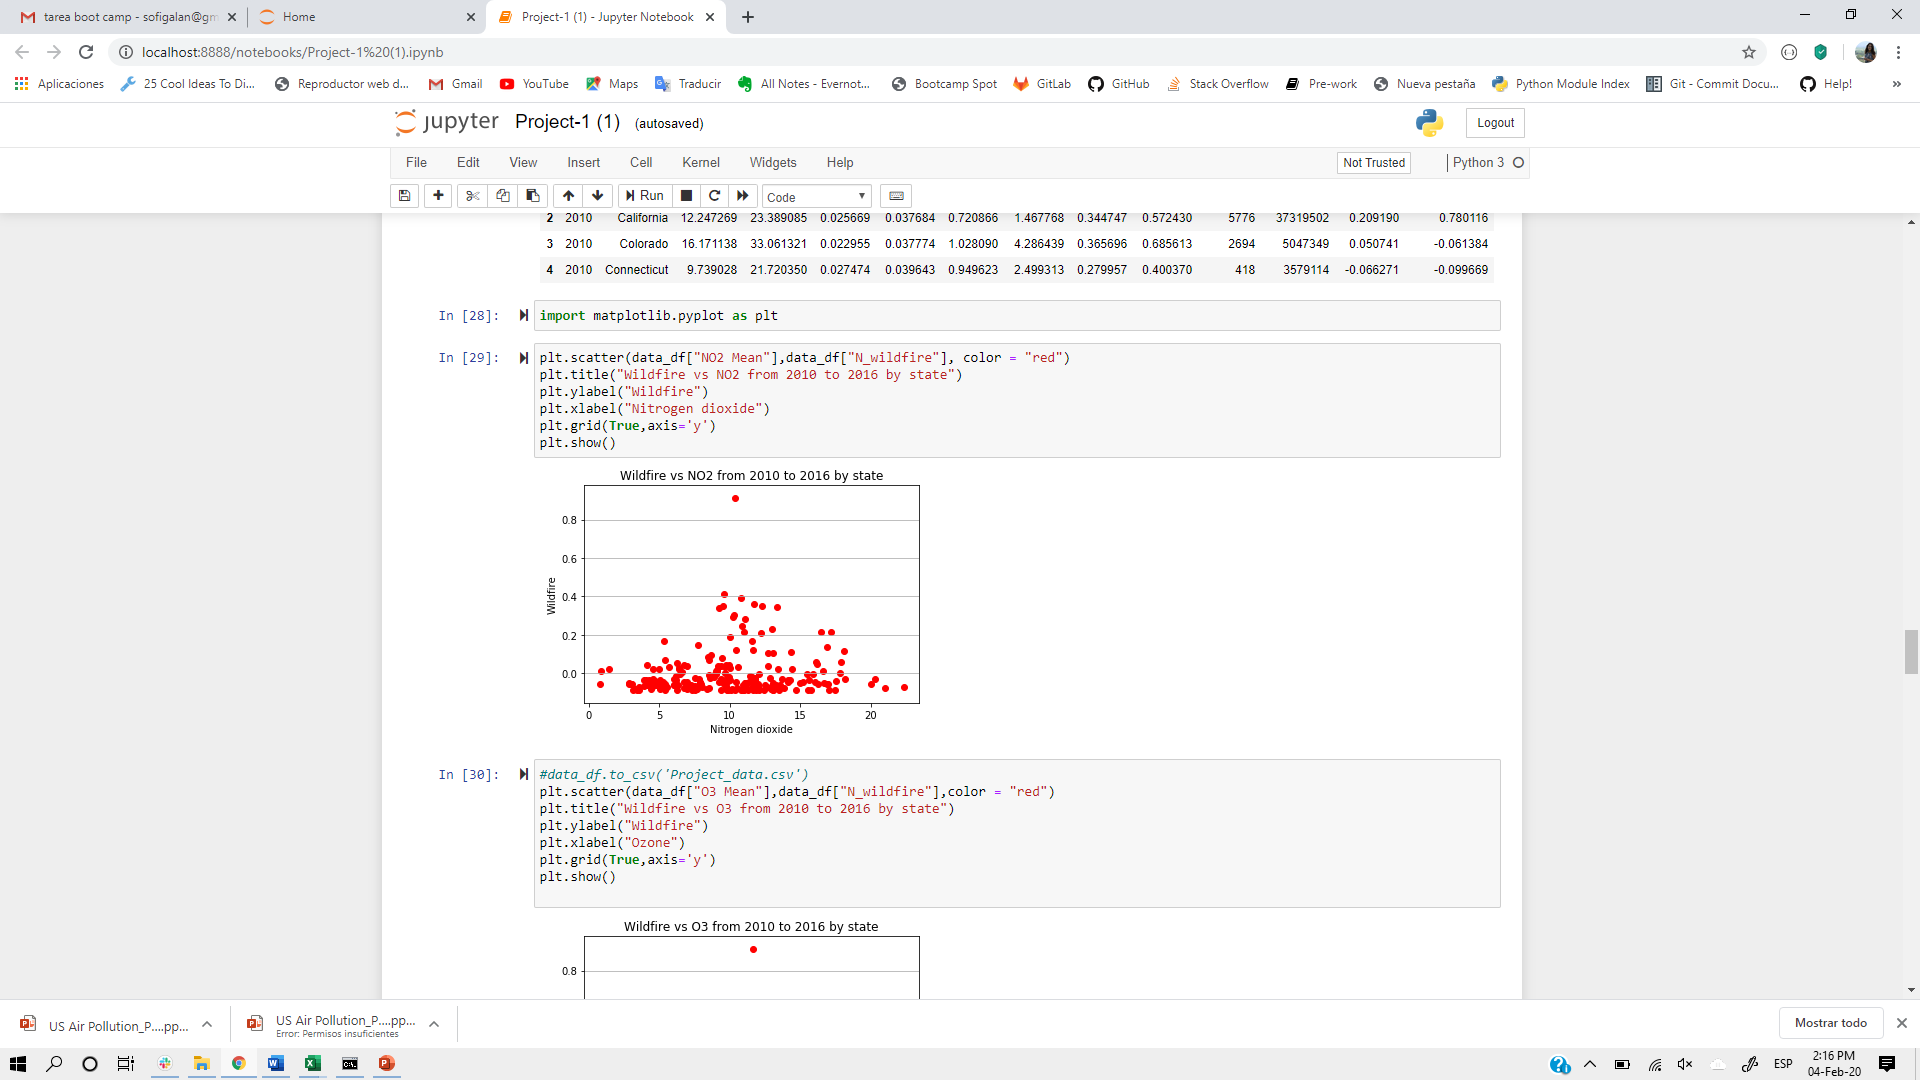 tarea boot camp - sofigalan@gm
Home
Project-1 (1) - Jupyter Notebook
localhost:8888/notebooks/Project-1%20(1).ipynb
Aplicaciones
25 Cool Ideas To Di...
Reproductor web d...
Gmail
YouTube
Maps
Traducir
All Notes - Evernot...
Bootcamp Spot
GitLab
GitHub
Stack Overflow
Pre-work
Nueva pestaña
Python Module Index
Git - Commit Docu...
Help!
»
jupyter Project-1 (1) (autosaved)
Logout
File Edit View Insert Cell Kernel Widgets Help
Not Trusted
Python 3
Run
Code
2 2010 California 12.247269 23.389085 0.025669 0.037684 0.720866 1.467768 0.344747 0.572430 5776 37319502 0.209190 0.780116
3 2010 Colorado 16.171138 33.061321 0.022955 0.037774 1.028090 4.286439 0.365696 0.685613 2694 5047349 0.050741 -0.061384
4 2010 Connecticut 9.739028 21.720350 0.027474 0.039643 0.949623 2.499313 0.279957 0.400370 418 3579114 -0.066271 -0.099669
In [28]: import matplotlib.pyplot as plt
In [29]: plt.scatter(data_df["NO2 Mean"],data_df["N_wildfire"], color = "red")
plt.title("Wildfire vs NO2 from 2010 to 2016 by state")
plt.ylabel("Wildfire")
plt.xlabel("Nitrogen dioxide")
plt.grid(True,axis='y')
plt.show()
Wildfire vs NO2 from 2010 to 2016 by state
0.8
0.6
0.4
0.2
0.0
Wildfire
0 5 10 15 20
Nitrogen dioxide
In [30]: #data_df.to_csv('Project_data.csv')
plt.scatter(data_df["O3 Mean"],data_df["N_wildfire"],color = "red")
plt.title("Wildfire vs O3 from 2010 to 2016 by state")
plt.ylabel("Wildfire")
plt.xlabel("Ozone")
plt.grid(True,axis='y')
plt.show()
Wildfire vs O3 from 2010 to 2016 by state
0.8
US Air Pollution_P....pp...
US Air Pollution_P....pp...
Error: Permisos insuficientes
Mostrar todo
ESP
2:16 PM
04-Feb-20